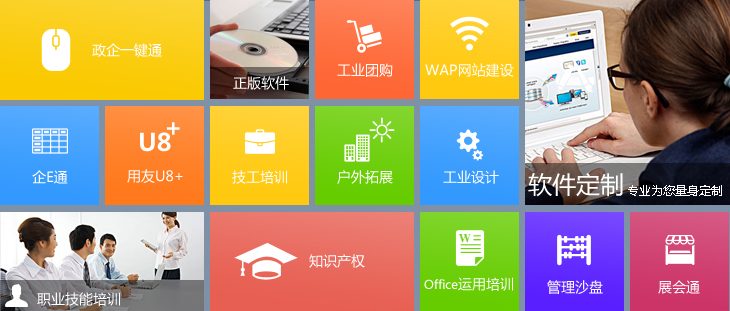 政企一键通
正版软件
工业团购
WAP网站建设
企E通
U8+
用友U8+
技工培训
户外拓展
工业设计
软件定制 专业为您量身定制
职业技能培训
知识产权
W
Office运用培训
管理沙盘
展会通